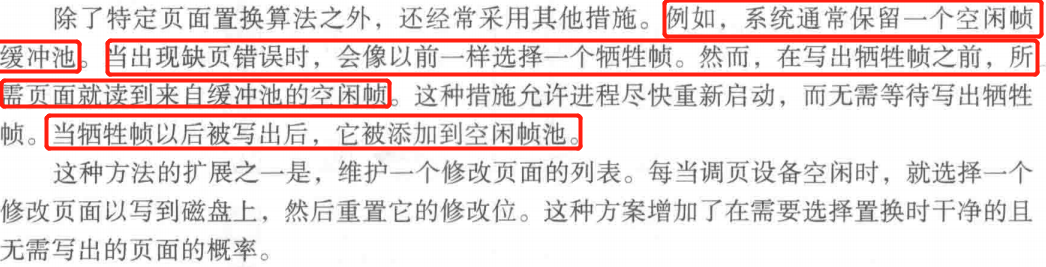 除了特定页面置换算法之外，还经常采用其他措施。例如，系统通常保留一个空闲帧
缓冲池。当出现缺页错误时，会像以前一样选择一个牺牲帧。然而，在写出牺牲帧之前，所
需页面就读到来自缓冲池的空闲帧。这种措施允许进程尽快重新启动，而无需等待写出牺牲
帧。当牺牲帧以后被写出后，它被添加到空闲帧池。
这种方法的扩展之一是，维护一个修改页面的列表。每当调页设备空闲时，就选择一个
修改页面以写到磁盘上，然后重置它的修改位。这种方案增加了在需要选择置换时干净的且
无需写出的页面的概率。